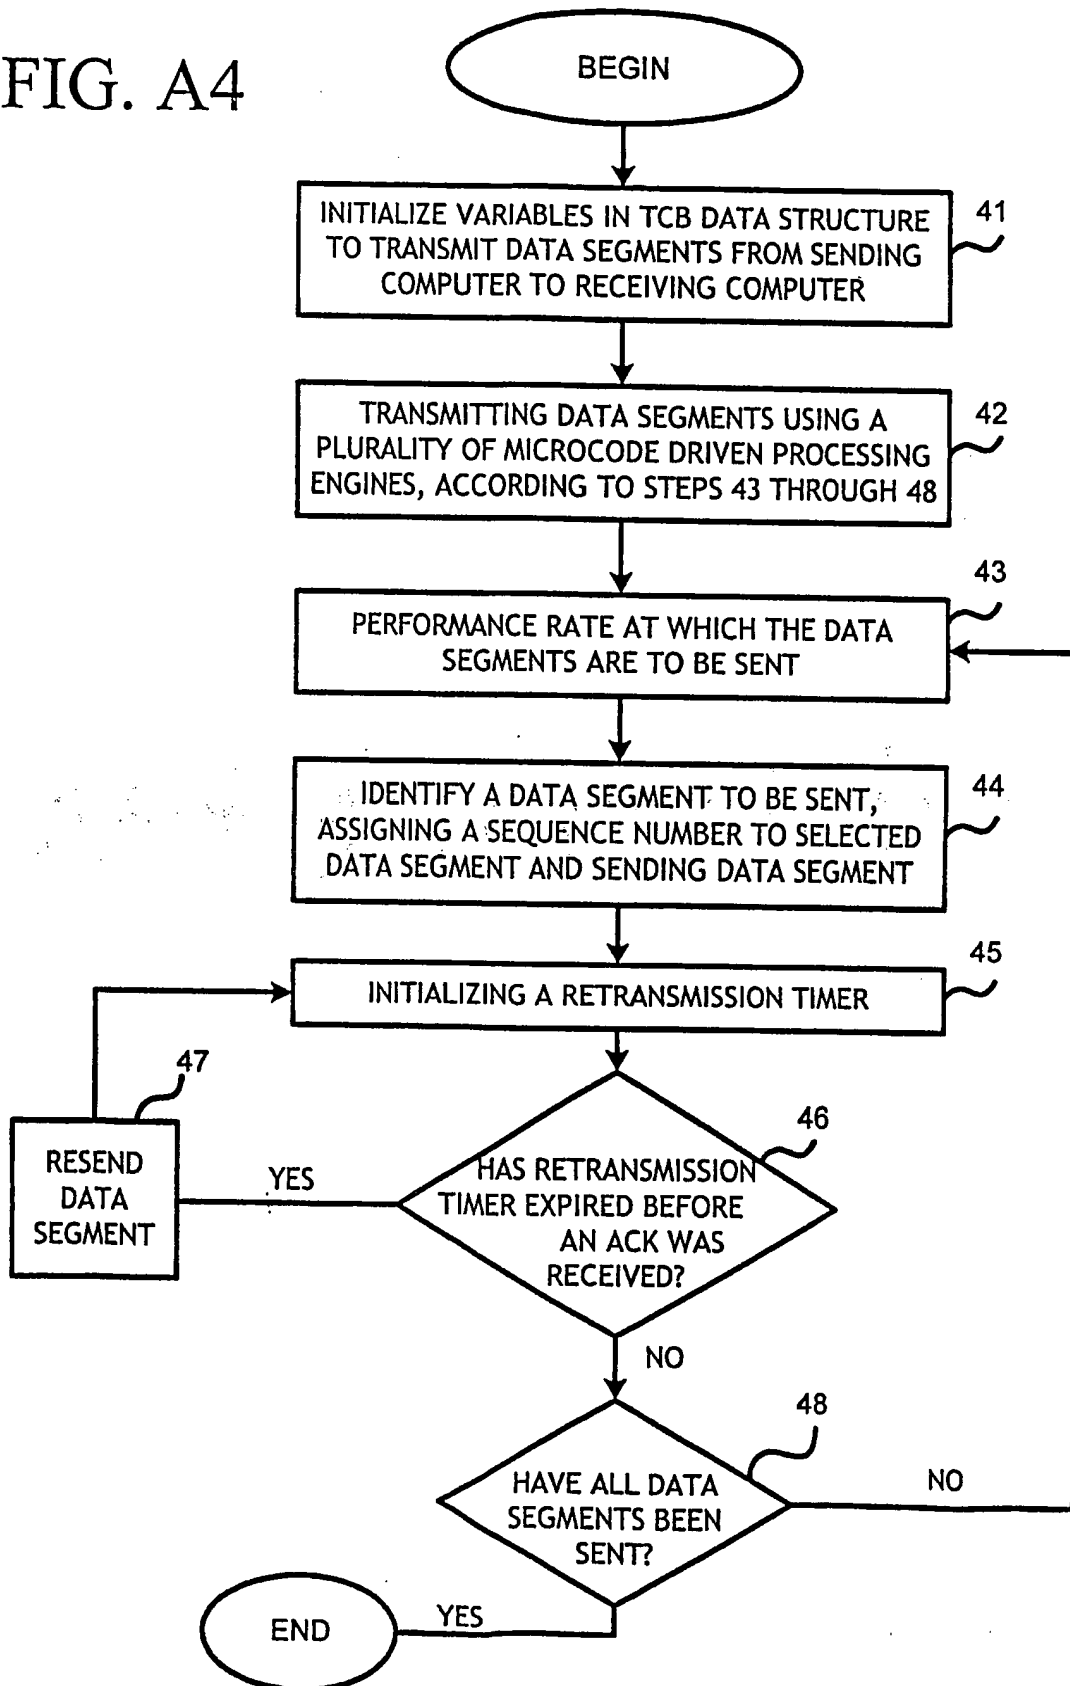 FIG. A4
BEGIN
INITIALIZE VARIABLES IN TCB DATA STRUCTURE
TO TRANSMIT DATA SEGMENTS FROM SENDING
COMPUTER TO RECEIVING COMPUTER
41
TRANSMITTING DATA SEGMENTS USING A
PLURALITY OF MICROCODE DRIVEN PROCESSING
ENGINES, ACCORDING TO STEPS 43 THROUGH 48
42
PERFORMANCE RATE AT WHICH THE DATA
SEGMENTS ARE TO BE SENT
43
IDENTIFY A DATA SEGMENT TO BE SENT,
ASSIGNING A SEQUENCE NUMBER TO SELECTED
DATA SEGMENT AND SENDING DATA SEGMENT
44
INITIALIZING A RETRANSMISSION TIMER
45
HAS RETRANSMISSION
TIMER EXPIRED BEFORE
AN ACK WAS
RECEIVED?
46
YES
RESEND
DATA
SEGMENT
47
NO
HAVE ALL DATA
SEGMENTS BEEN
SENT?
48
NO
YES
END